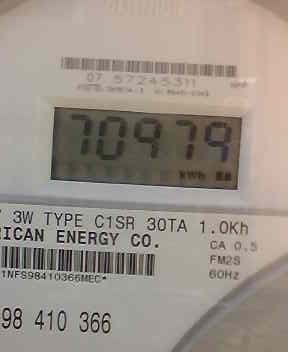 07 57245311
70979
kWh
3W TYPE C1SR 30TA 1.0Kh
RICAN ENERGY CO.
CA 0.5
FM2S
60Hz
1NFS98410366MEC*
98 410 366